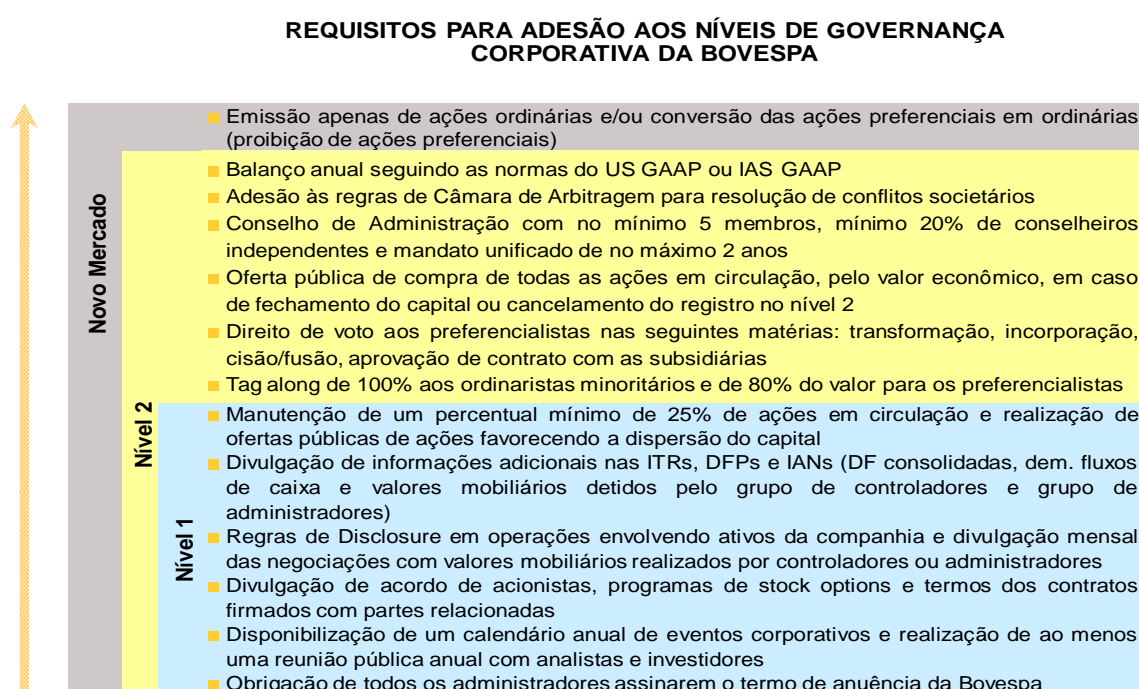 REQUISITOS PARA ADESÃO AOS NÍVEIS DE GOVERNANÇA
CORPORATIVA DA BOVESPA
Novo Mercado
Emissão apenas de ações ordinárias e/ou conversão das ações preferenciais em ordinárias
(proibição de ações preferenciais)
Nível 2
Balanço anual seguindo as normas do US GAAP ou IAS GAAP
Adesão às regras de Câmara de Arbitragem para resolução de conflitos societários
Conselho de Administração com no mínimo 5 membros, mínimo 20% de conselheiros
independentes e mandato unificado de no máximo 2 anos
Oferta pública de compra de todas as ações em circulação, pelo valor econômico, em caso
de fechamento do capital ou cancelamento do registro no nível 2
Direito de voto aos preferencialistas nas seguintes matérias: transformação, incorporação,
cisão/fusão, aprovação de contrato com as subsidiárias
Tag along de 100% aos ordinaristas minoritários e de 80% do valor para os preferencialistas
Nível 1
Manutenção de um percentual mínimo de 25% de ações em circulação e realização de
ofertas públicas de ações favorecendo a dispersão do capital
Divulgação de informações adicionais nas ITRs, DFPs e IANs (DF consolidadas, dem. fluxos
de caixa e valores mobiliários detidos pelo grupo de controladores e grupo de
administradores)
Regras de Disclosure em operações envolvendo ativos da companhia e divulgação mensal
das negociações com valores mobiliários realizados por controladores ou administradores
Divulgação de acordo de acionistas, programas de stock options e termos dos contratos
firmados com partes relacionadas
Disponibilização de um calendário anual de eventos corporativos e realização de ao menos
uma reunião pública anual com analistas e investidores
Obrigação de todos os administradores assinarem o termo de anuência da Bovespa